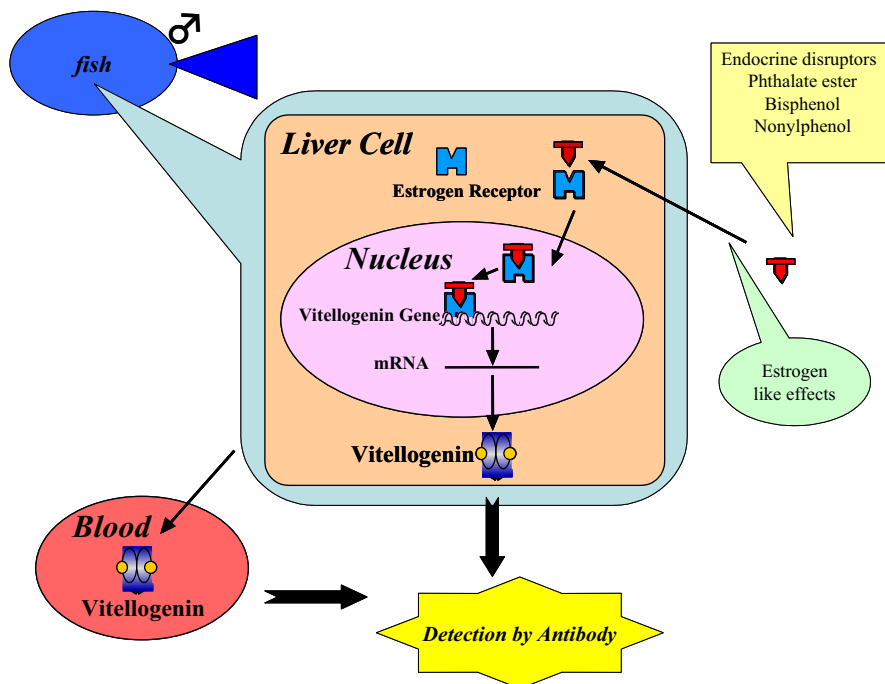 ♂
fish
Endocrine disruptors
Phthalate ester
Bisphenol
Nonylphenol
Liver Cell
Estrogen Receptor
Nucleus
Vitellogenin Gene
mRNA
Estrogen
like effects
Vitellogenin
Blood
Vitellogenin
Detection by Antibody